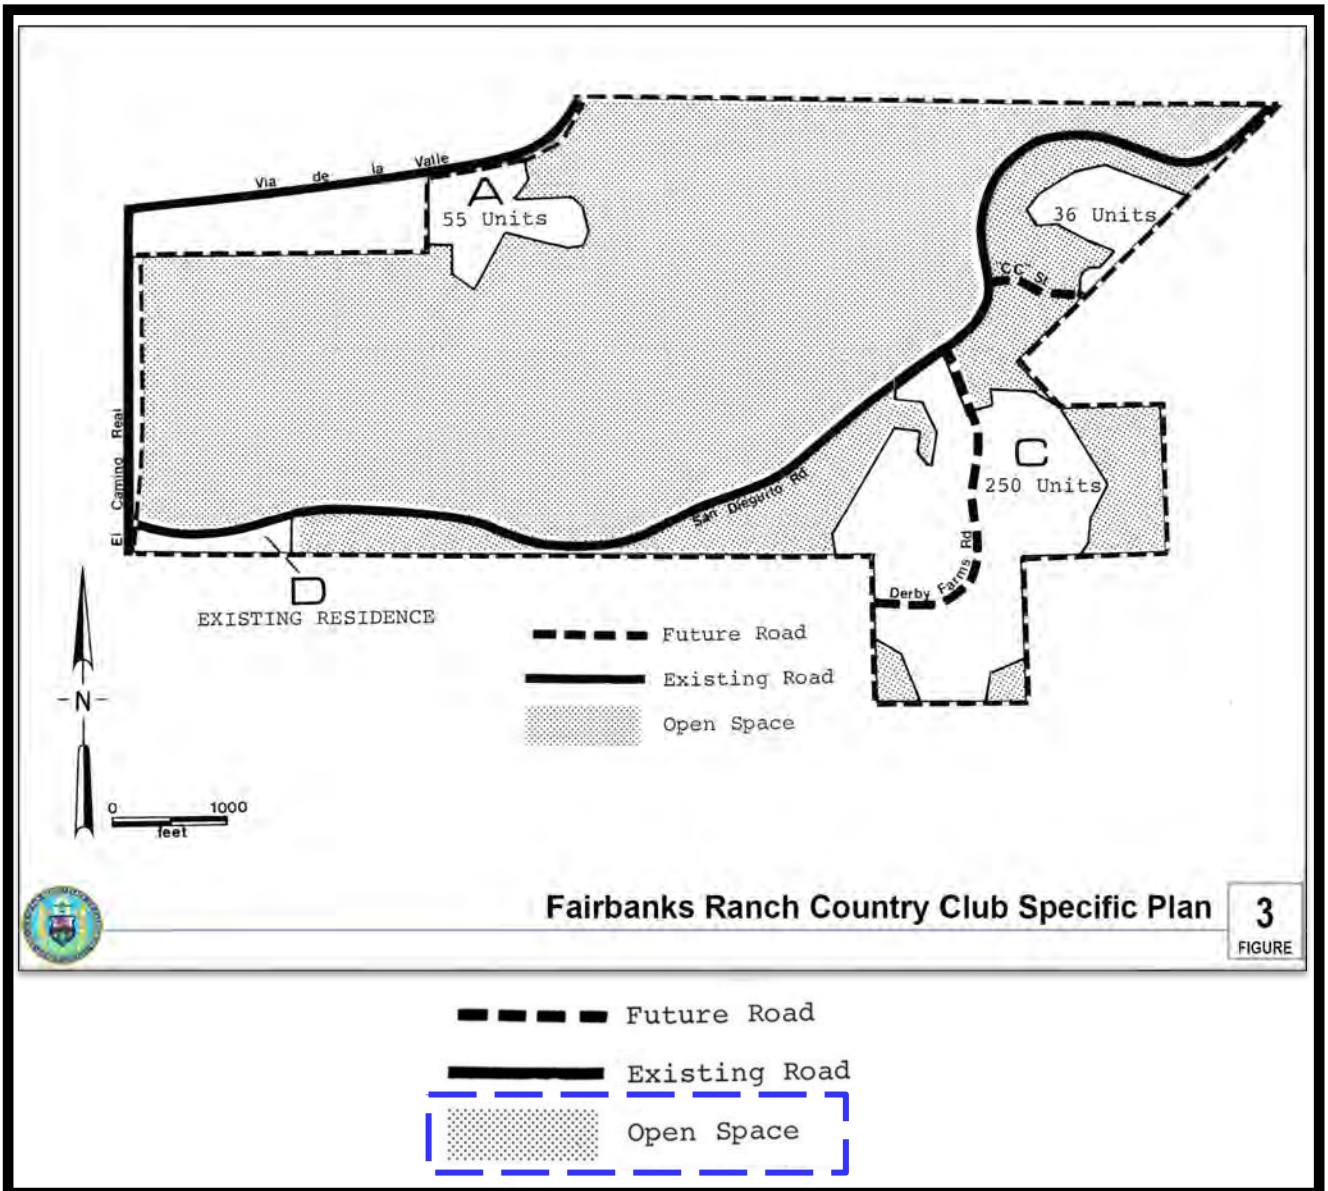 Via de la Valle
A
55 Units
36 Units
"CC" St
El Camino Real
San Dieguito Rd
C
250 Units
Derby Farms Rd
D
EXISTING RESIDENCE
Future Road
Existing Road
Open Space
-N-
0 1000
feet
Fairbanks Ranch Country Club Specific Plan
3
FIGURE
Future Road
Existing Road
Open Space